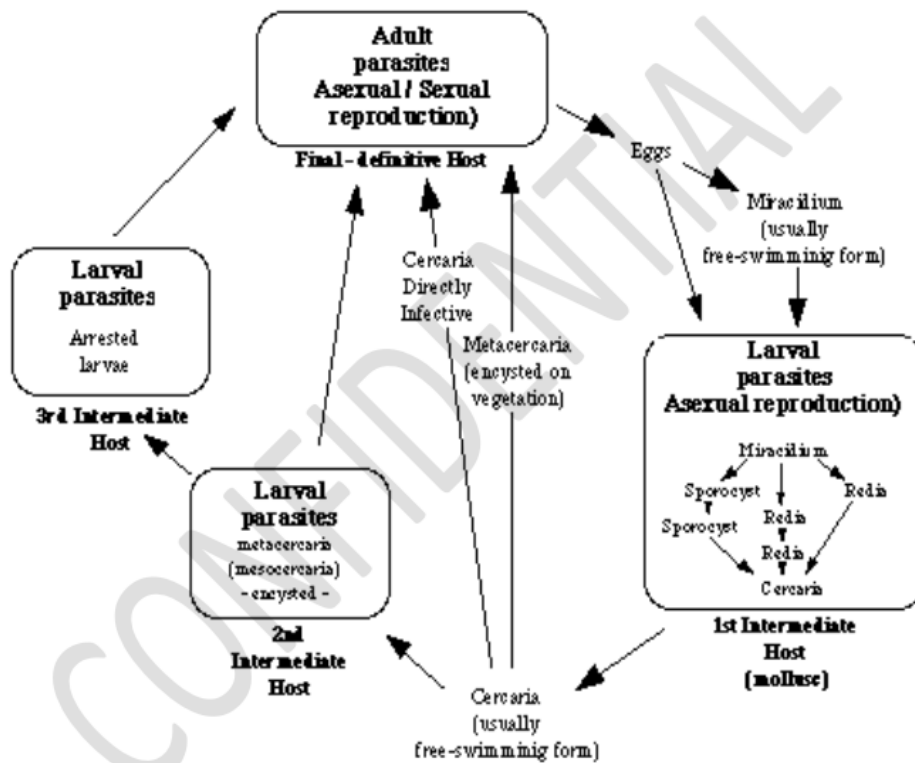 Adult
parasites
Asexual / Sexual
reproduction)
Final - definitive Host
Eggs
Miracidium
(usually
free-swimminig form)
Larval
parasites
Asexual reproduction)
Miracidium
Sporocyst
Redia
Sporocyst
Redia
Redia
Cercaria
1st Intermediate
Host
(mollusc)
Cercaria
(usually
free-swimminig form)
Cercaria
Directly
Infective
Metacercaria
(encysted on
vegetation)
Larval
parasites
metacercaria
(mesocercaria)
- encysted -
2nd
Intermediate
Host
Larval
parasites
Arrested
larvae
3rd Intermediate
Host
CONFIDENTIAL